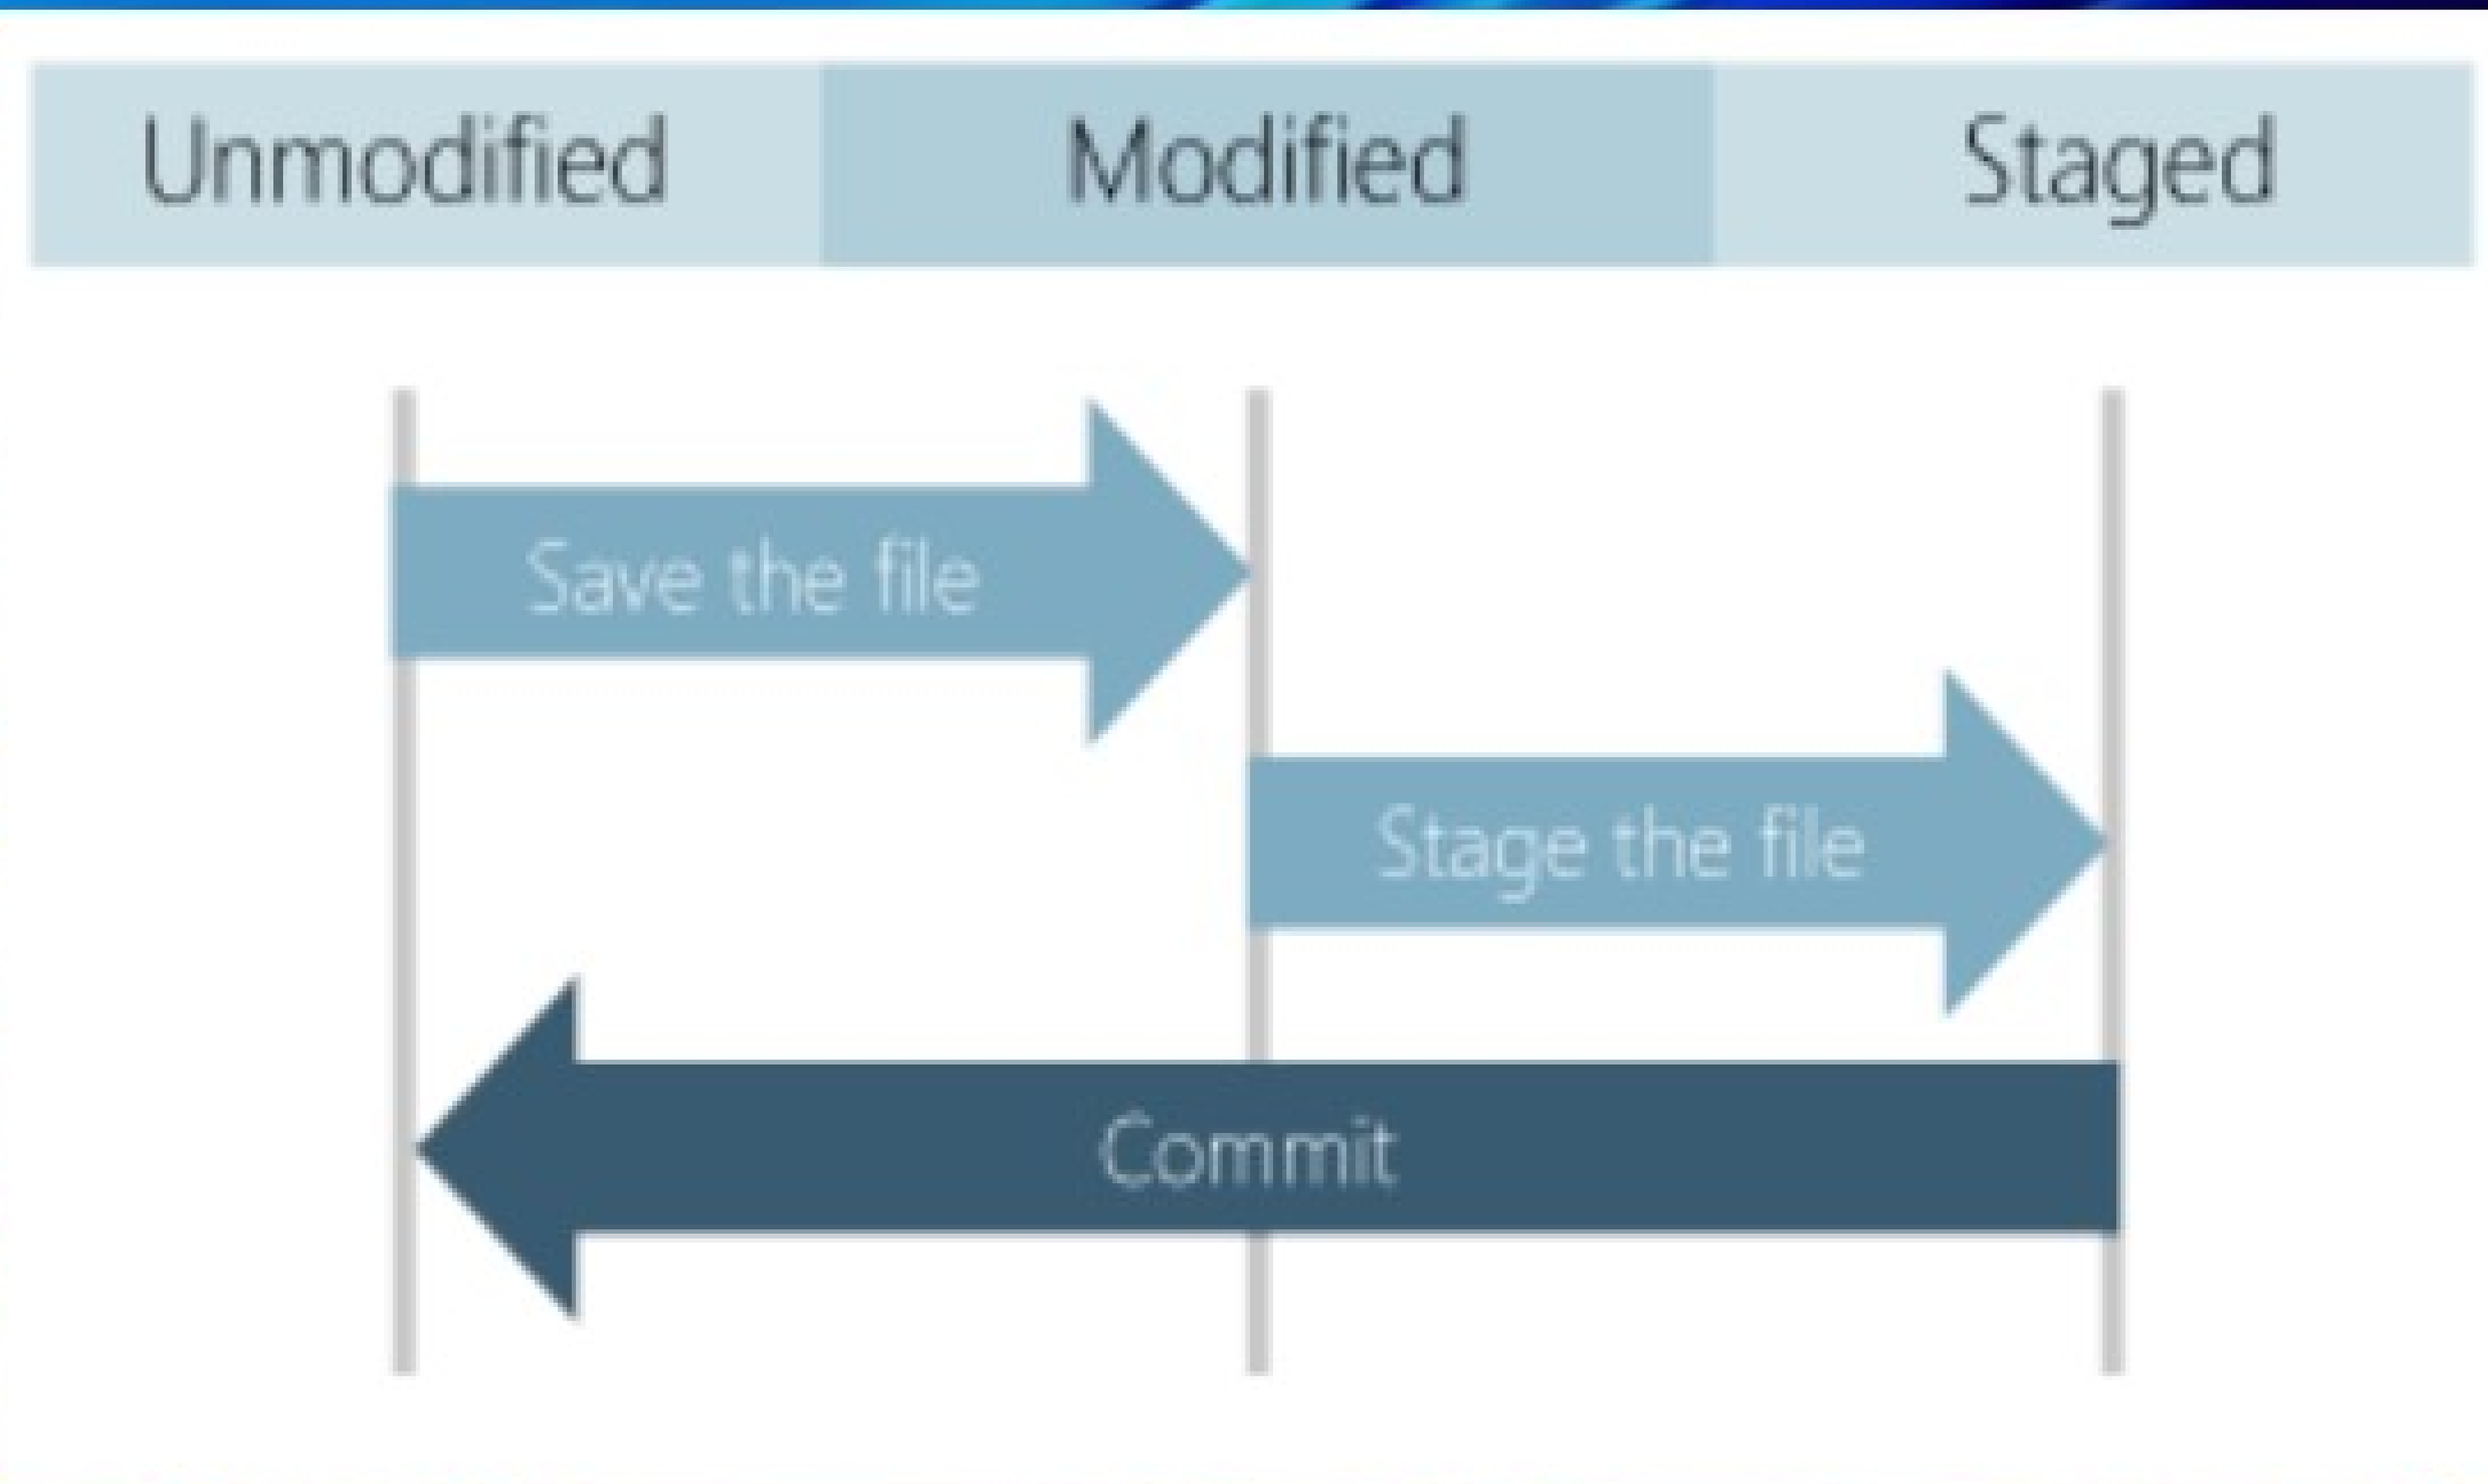 Unmodified Modified Staged
Save the file
Stage the file
Commit